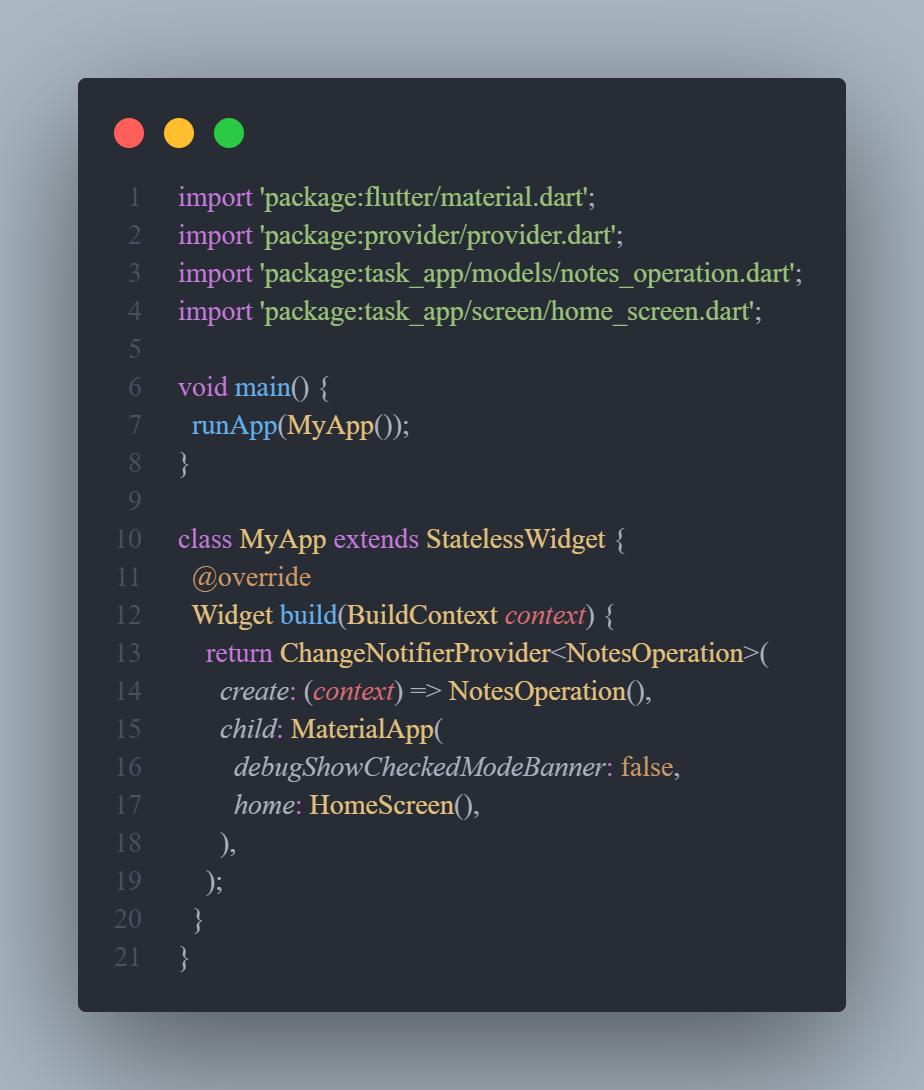 1 import 'package:flutter/material.dart';
2 import 'package:provider/provider.dart';
3 import 'package:task_app/models/notes_operation.dart';
4 import 'package:task_app/screen/home_screen.dart';
5
6 void main() {
7   runApp(MyApp());
8 }
9
10 class MyApp extends StatelessWidget {
11   @override
12   Widget build(BuildContext context) {
13     return ChangeNotifierProvider<NotesOperation>(
14       create: (context) => NotesOperation(),
15       child: MaterialApp(
16         debugShowCheckedModeBanner: false,
17         home: HomeScreen(),
18       ),
19     );
20   }
21 }